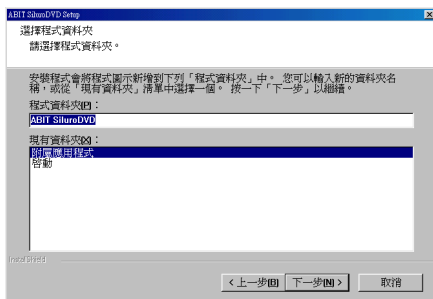 ABIT SiluroDVD Setup
選擇程式資料夾
請選擇程式資料夾。
安裝程式會將程式圖示新增到下列「程式資料夾」中。 您可以輸入新的資料夾名
稱，或從「現有資料夾」清單中選擇一個。 按一下「下一步」以繼續。
程式資料夾(P)：
ABIT SiluroDVD
現有資料夾(X)：
附屬應用程式
啓動
InstallShield
<上一步(B) 下一步(N)> 取消